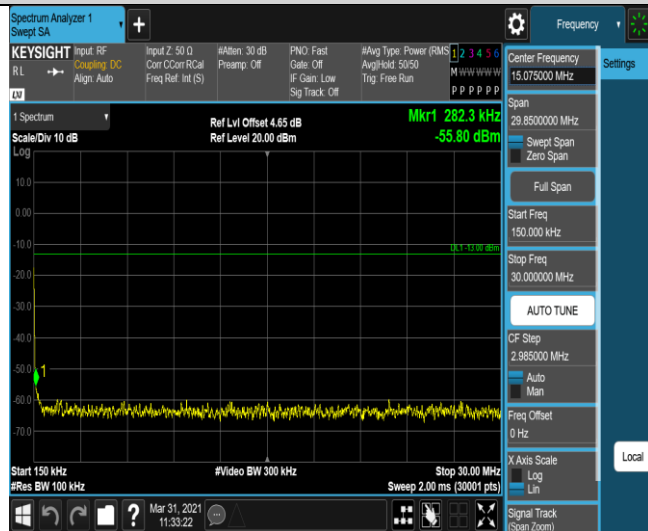 Spectrum Analyzer 1
Swept SA
Frequency
KEYSIGHT
RL
LXI
Input: RF
Coupling: DC
Align: Auto
Input Z: 50 Ω
Corr CCorr RCal
Freq Ref: Int (S)
#Atten: 30 dB
Preamp: Off
PNO: Fast
Gate: Off
IF Gain: Low
Sig Track: Off
#Avg Type: Power (RMS
Avg|Hold: 50/50
Trig: Free Run
1 2 3 4 5 6
M W W W W W
P P P P P P
1 Spectrum
Scale/Div 10 dB
Log
Ref Lvl Offset 4.65 dB
Ref Level 20.00 dBm
Mkr1 282.3 kHz
-55.80 dBm
10.0
0.00
-10.0
-20.0
-30.0
-40.0
-50.0
-60.0
-70.0
DL1 -13.00 dBm
1
Start 150 kHz
#Res BW 100 kHz
#Video BW 300 kHz
Stop 30.00 MHz
Sweep 2.00 ms (30001 pts)
Mar 31, 2021
11:33:22
?
Center Frequency
15.075000 MHz
Span
29.8500000 MHz
Swept Span
Zero Span
Full Span
Start Freq
150.000 kHz
Stop Freq
30.000000 MHz
AUTO TUNE
CF Step
2.985000 MHz
Auto
Man
Freq Offset
0 Hz
X Axis Scale
Log
Lin
Signal Track
(Span Zoom)
Settings
Local